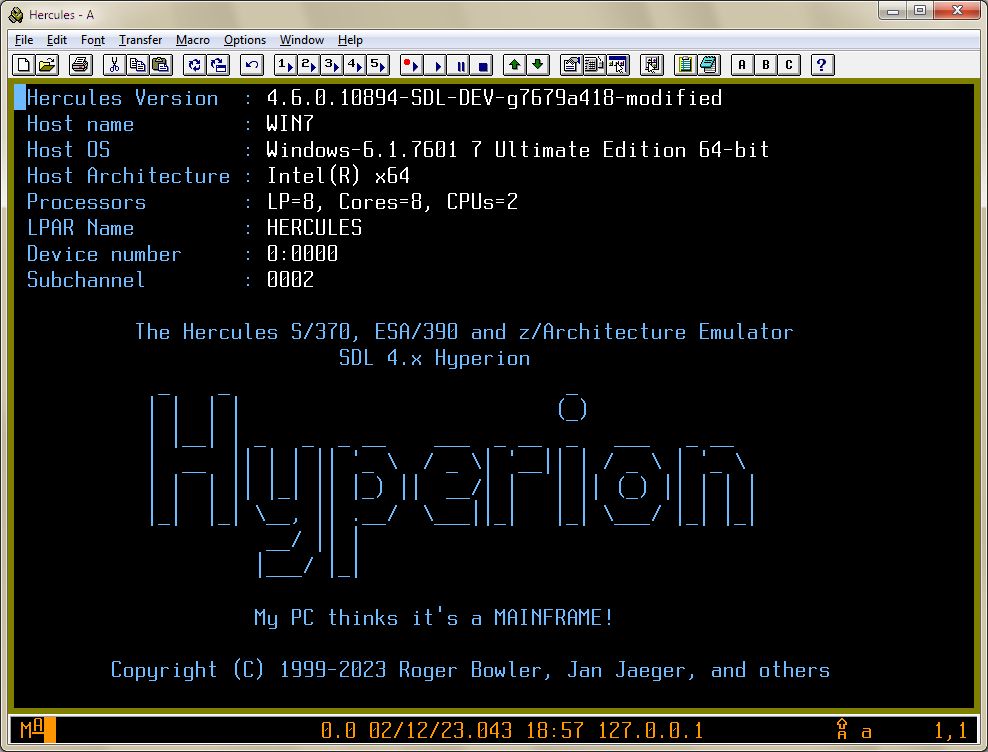 Hercules - A
File Edit Font Transfer Macro Options Window Help
1 2 3 4 5 A B C ?
Hercules Version : 4.6.0.10894-SDL-DEV-g7679a418-modified
Host name : WIN7
Host OS : Windows-6.1.7601 7 Ultimate Edition 64-bit
Host Architecture : Intel(R) x64
Processors : LP=8, Cores=8, CPUs=2
LPAR Name : HERCULES
Device number : 0:0000
Subchannel : 0002
The Hercules S/370, ESA/390 and z/Architecture Emulator
SDL 4.x Hyperion
Hyperion
My PC thinks it's a MAINFRAME!
Copyright (C) 1999-2023 Roger Bowler, Jan Jaeger, and others
MA 0.0 02/12/23.043 18:57 127.0.0.1 A a 1,1